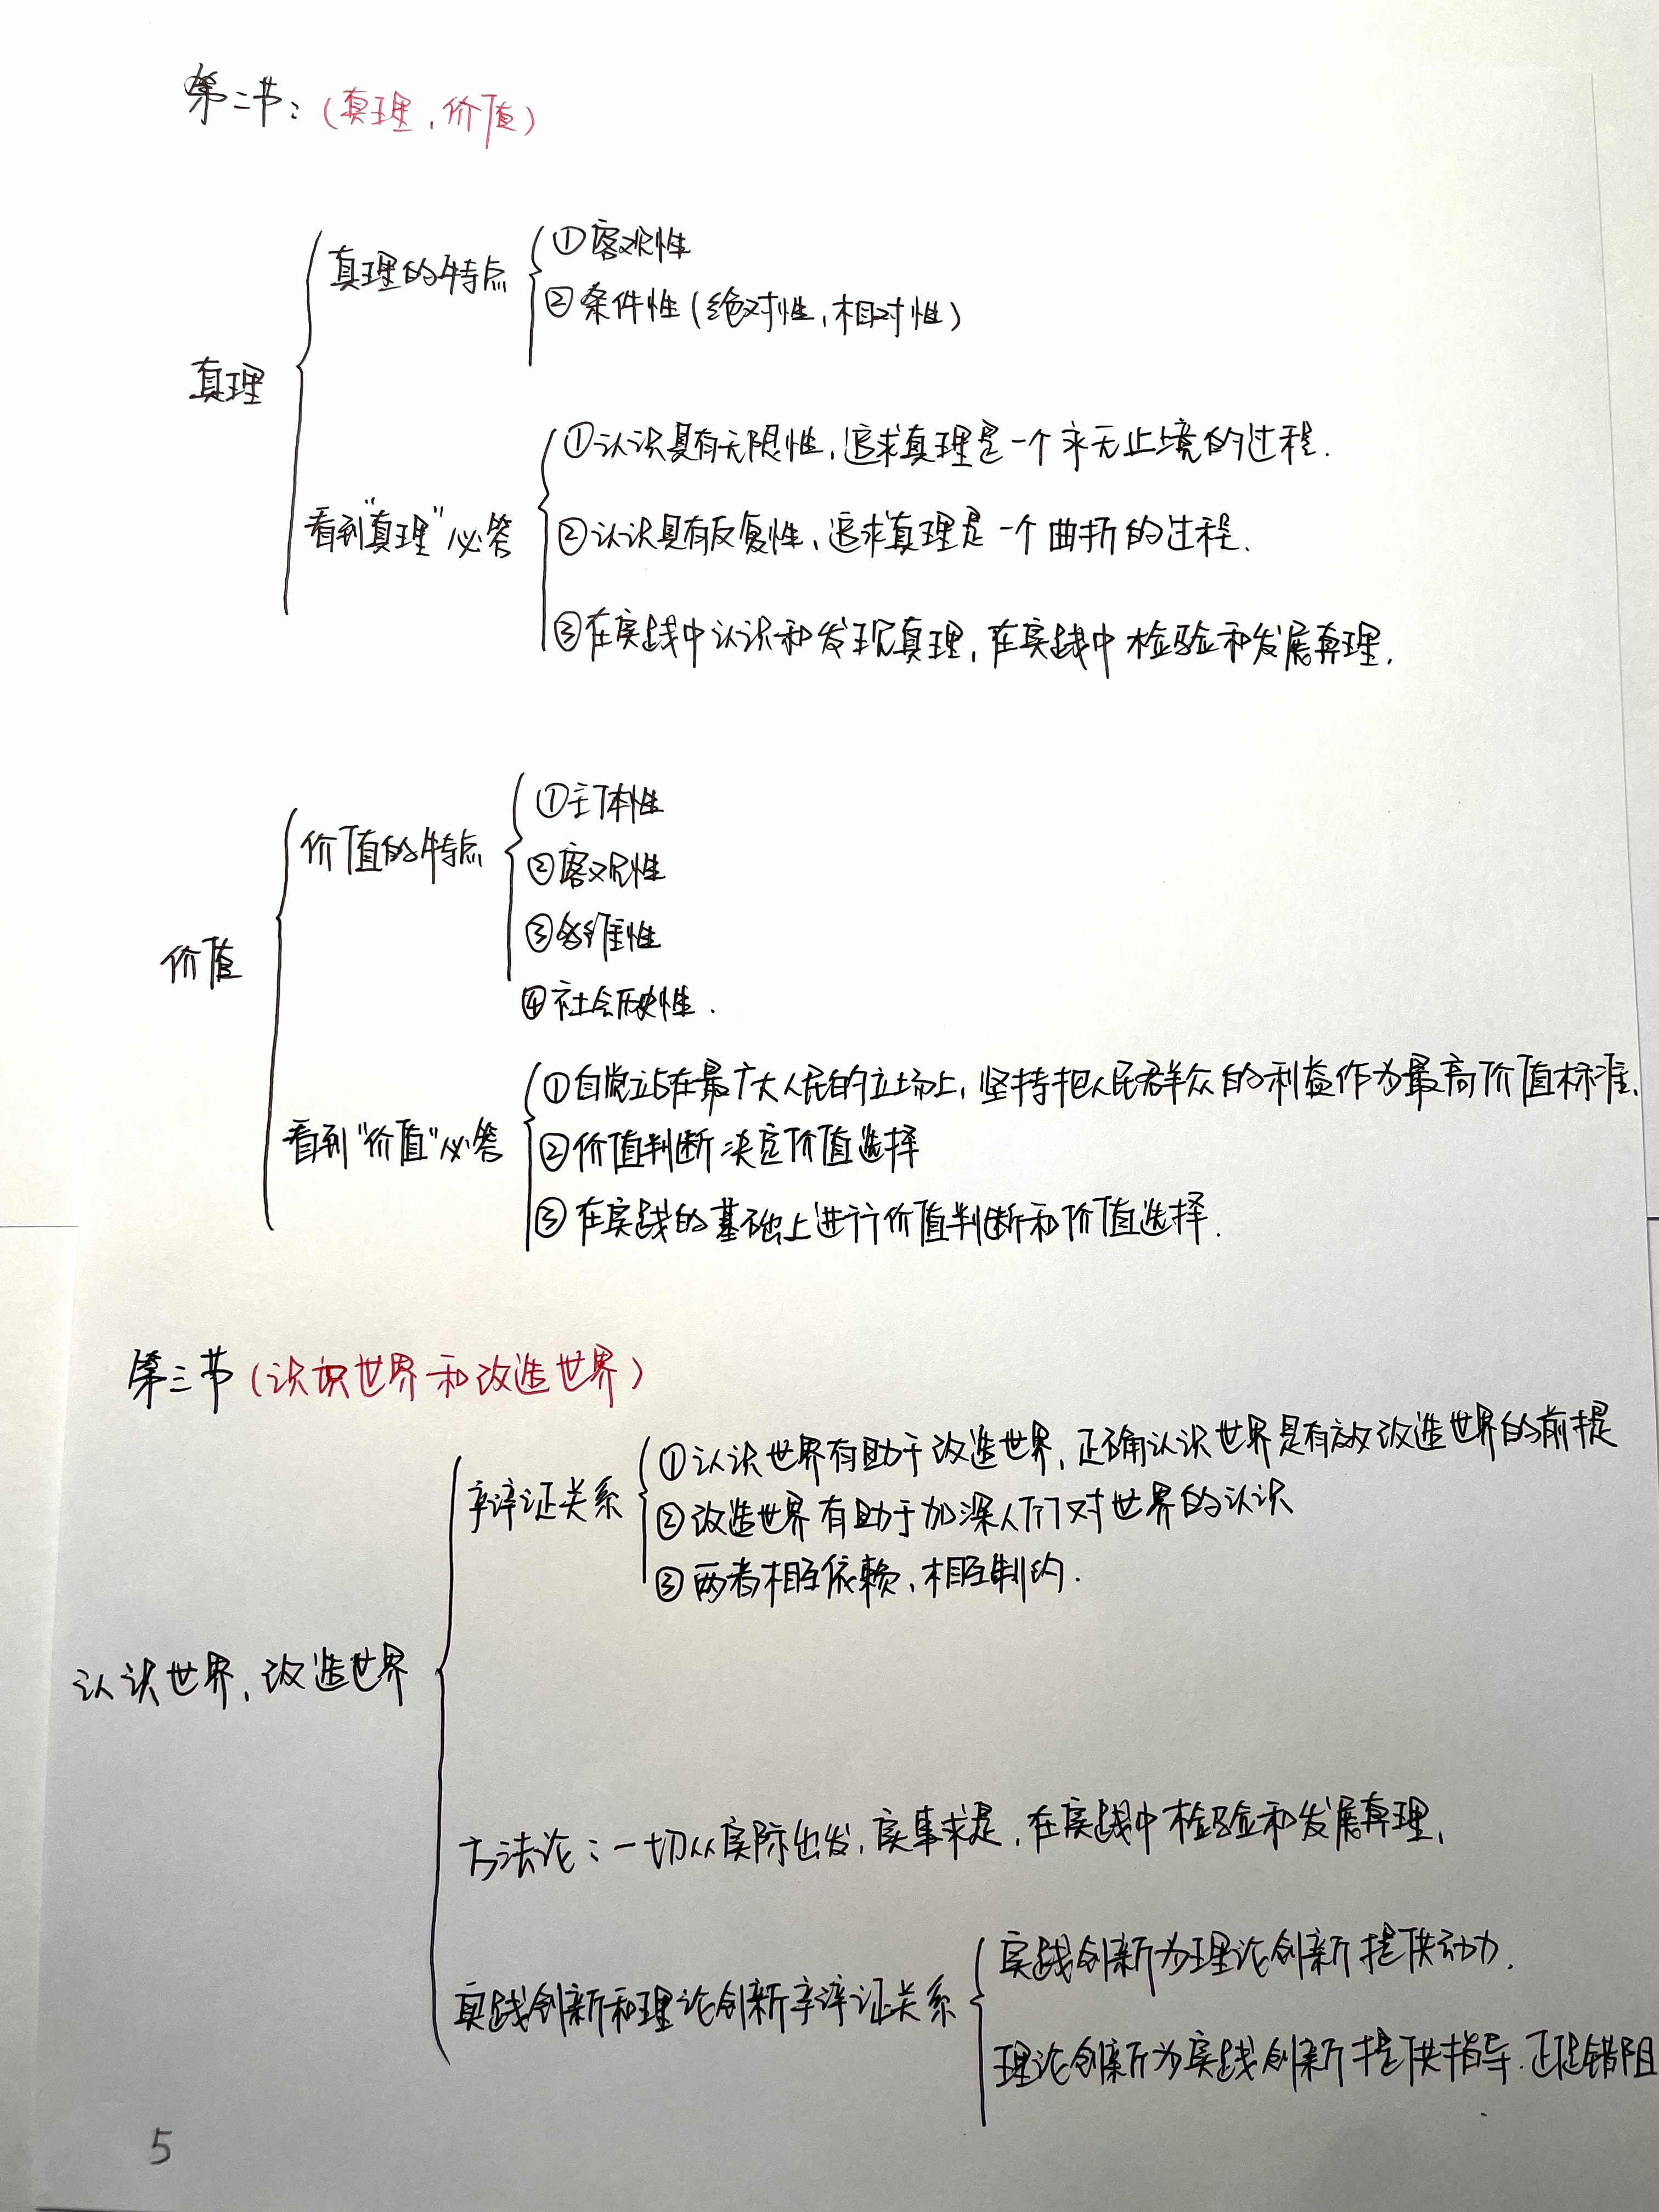 第二节：(真理，价值)
真理的特点
①客观性
②条件性(绝对性，相对性)
真理
看到"真理"必答
①认识具有无限性，追求真理是一个永无止境的过程.
②认识具有反复性，追求真理是一个曲折的过程.
③在实践中认识和发现真理，在实践中检验和发展真理.
价值的特点
①主体性
②客观性
③多维性
④社会历史性.
价值
看到"价值"必答
①自觉站在最广大人民的立场上，坚持把人民群众的利益作为最高价值标准.
②价值判断决定价值选择
③在实践的基础上进行价值判断和价值选择.
第三节(认识世界和改造世界)
辩证关系
①认识世界有助于改造世界，正确认识世界是有效改造世界的前提
②改造世界有助于加深人们对世界的认识
③两者相互依赖，相互制约.
认识世界，改造世界
方法论：一切从实际出发，实事求是，在实践中检验和发展真理.
实践创新和理论创新辩证关系
实践创新为理论创新提供动力.
理论创新为实践创新提供指导.正促错阻
5